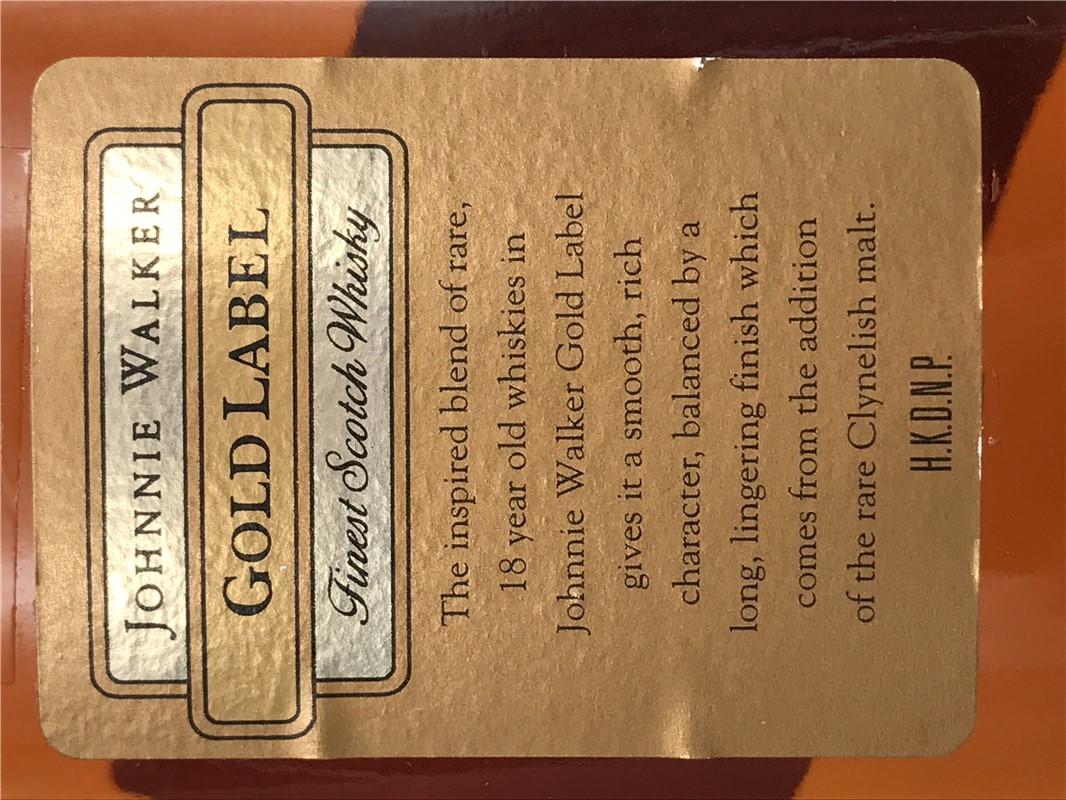 JOHNNIE WALKER
GOLD LABEL
Finest Scotch Whisky
The inspired blend of rare,
18 year old whiskies in
Johnnie Walker Gold Label
gives it a smooth, rich
character, balanced by a
long, lingering finish which
comes from the addition
of the rare Clynelish malt.
H.K.D.N.P.